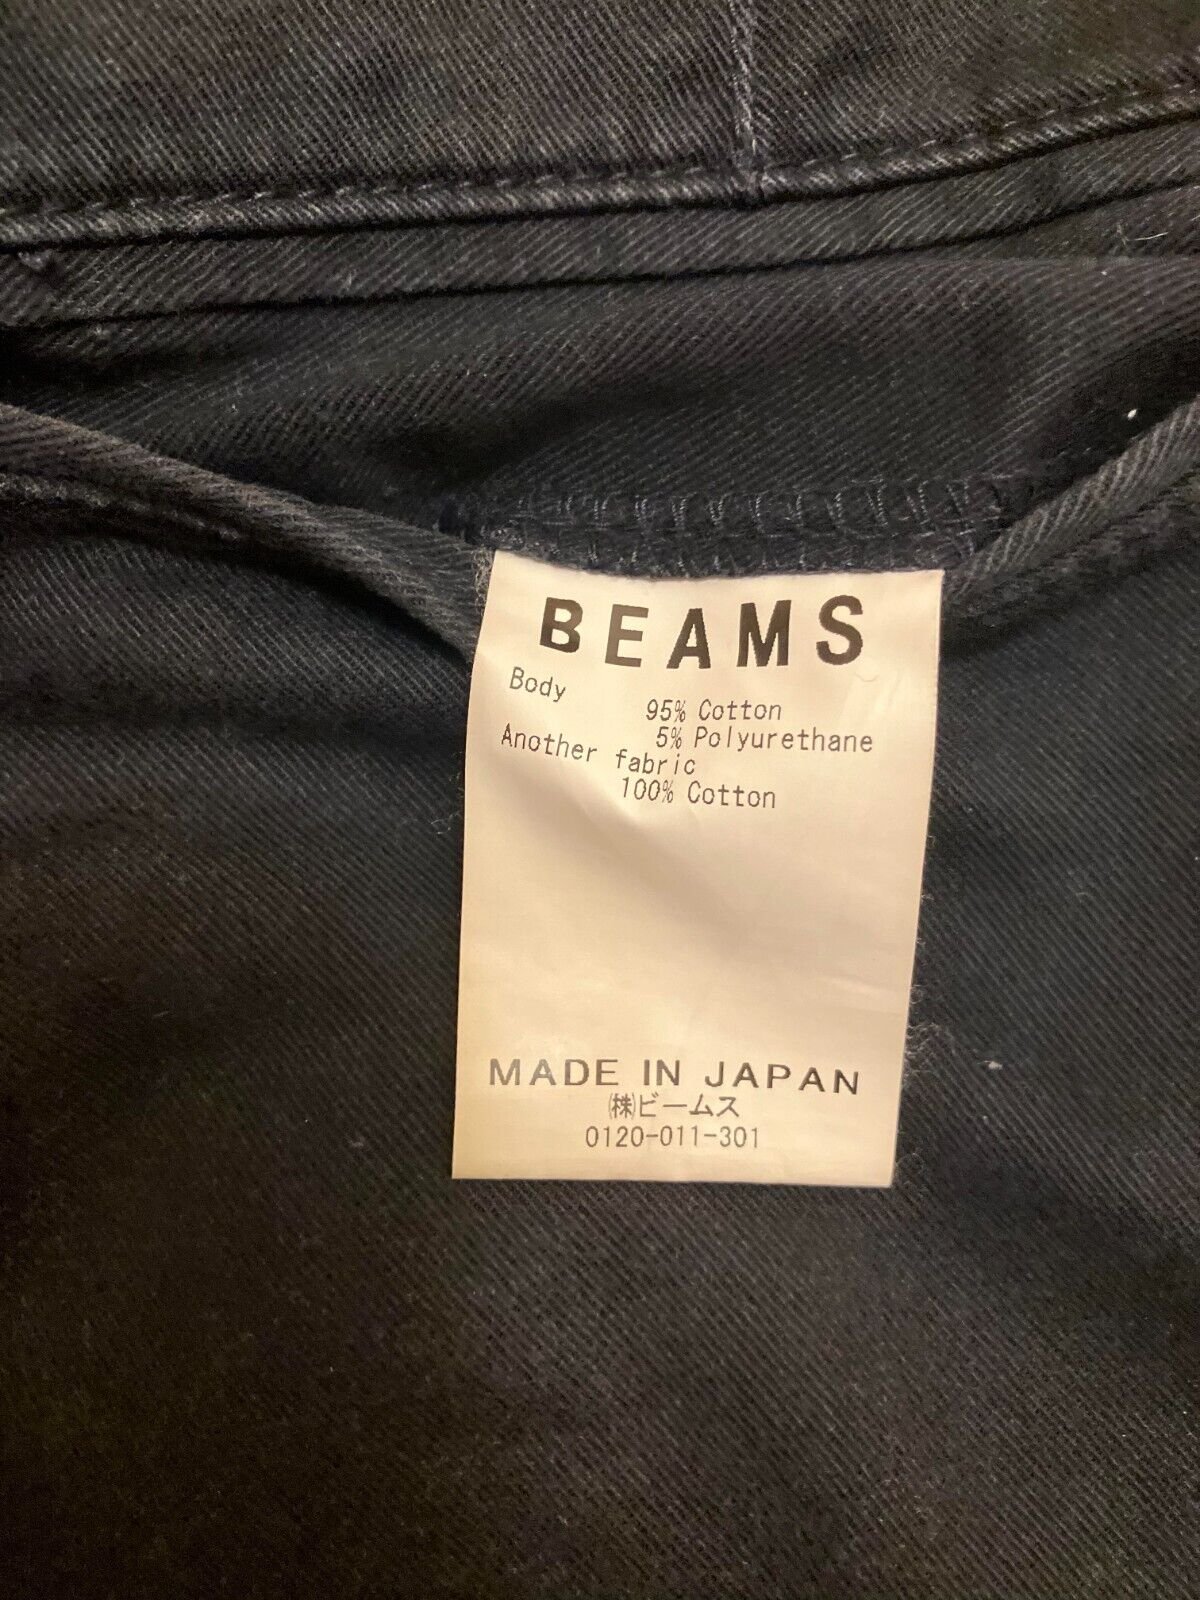 BEAMS
Body
95% Cotton
5% Polyurethane
Another fabric
100% Cotton
MADE IN JAPAN
㈱ビームス
0120-011-301